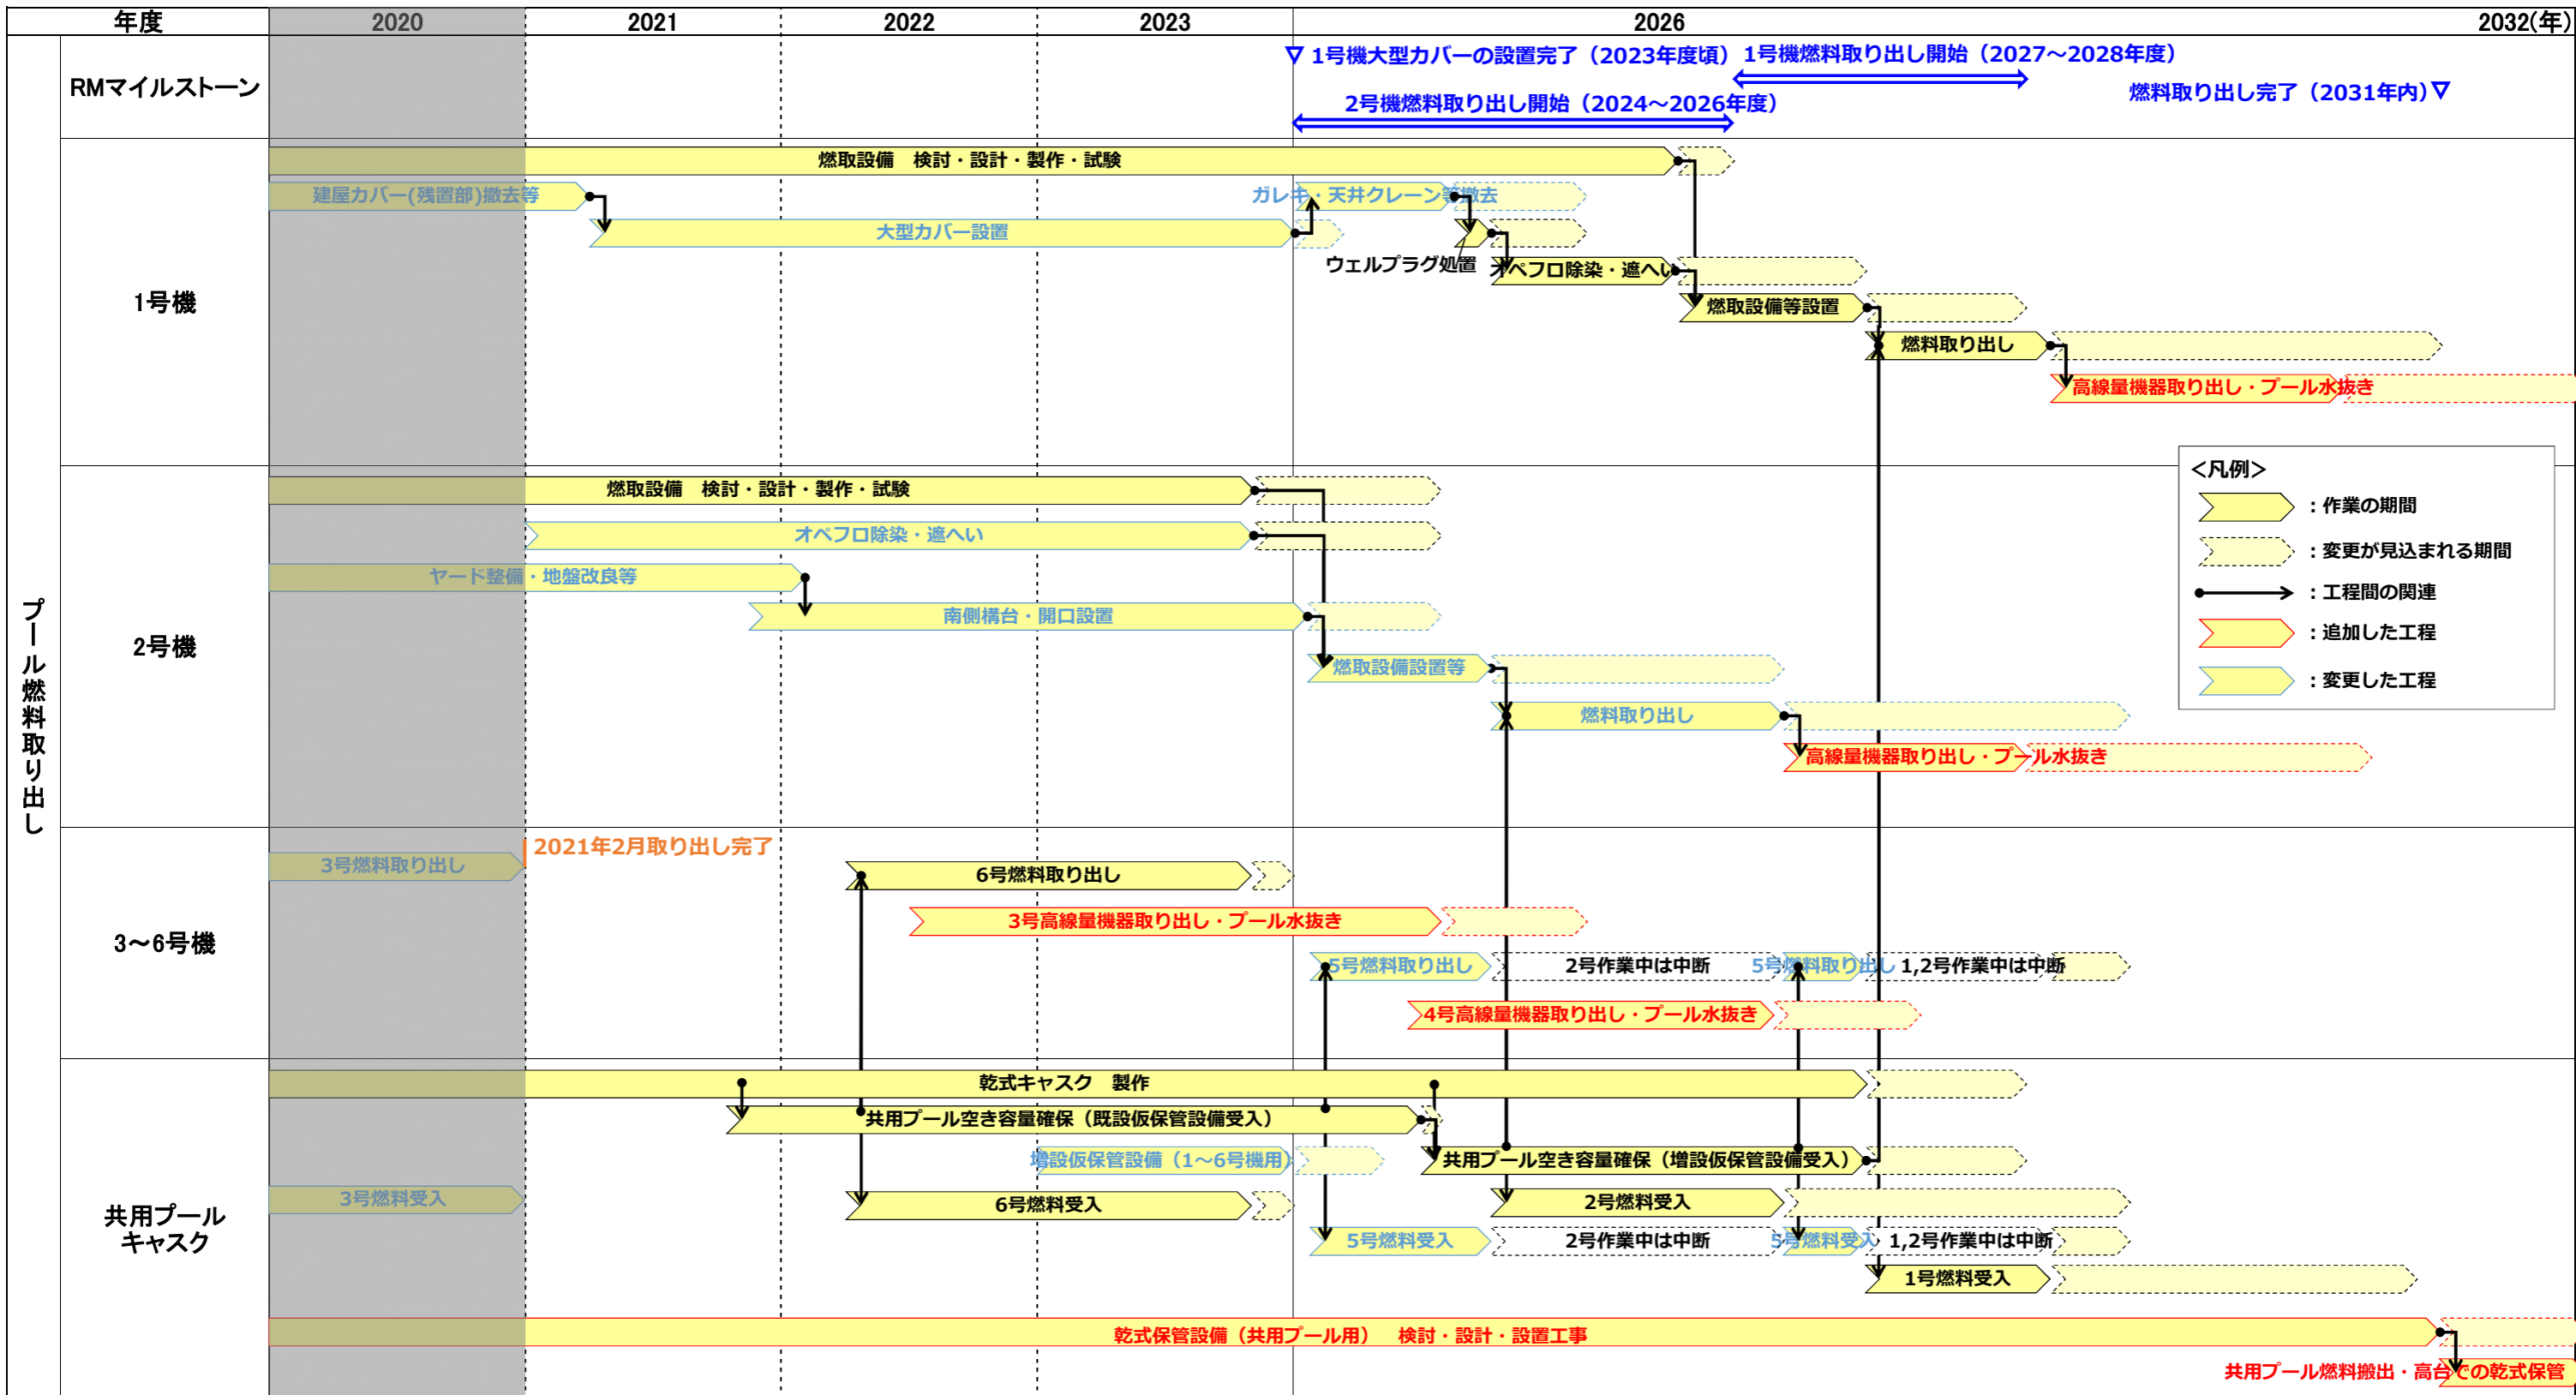 年度 2020 2021 2022 2023 2026 2032(年)
プール燃料取り出し
RMマイルストーン
▽ 1号機大型カバーの設置完了（2023年度頃）
1号機燃料取り出し開始（2027～2028年度）
燃料取り出し完了（2031年内）▽
2号機燃料取り出し開始（2024～2026年度）
1号機
燃取設備　検討・設計・製作・試験
建屋カバー(残置部)撤去等
ガレキ・天井クレーン等撤去
大型カバー設置
ウェルプラグ処置
オペフロ除染・遮へい
燃取設備等設置
燃料取り出し
高線量機器取り出し・プール水抜き
＜凡例＞
：作業の期間
：変更が見込まれる期間
：工程間の関連
：追加した工程
：変更した工程
2号機
燃取設備　検討・設計・製作・試験
オペフロ除染・遮へい
ヤード整備・地盤改良等
南側構台・開口設置
燃取設備設置等
燃料取り出し
高線量機器取り出し・プール水抜き
3～6号機
3号燃料取り出し
2021年2月取り出し完了
6号燃料取り出し
3号高線量機器取り出し・プール水抜き
5号燃料取り出し
2号作業中は中断
5号燃料取り出し
1,2号作業中は中断
4号高線量機器取り出し・プール水抜き
共用プール
キャスク
乾式キャスク　製作
共用プール空き容量確保（既設仮保管設備受入）
増設仮保管設備（1～6号機用）
共用プール空き容量確保（増設仮保管設備受入）
3号燃料受入
6号燃料受入
2号燃料受入
5号燃料受入
2号作業中は中断
5号燃料受入
1,2号作業中は中断
1号燃料受入
乾式保管設備（共用プール用）　検討・設計・設置工事
共用プール燃料搬出・高台での乾式保管